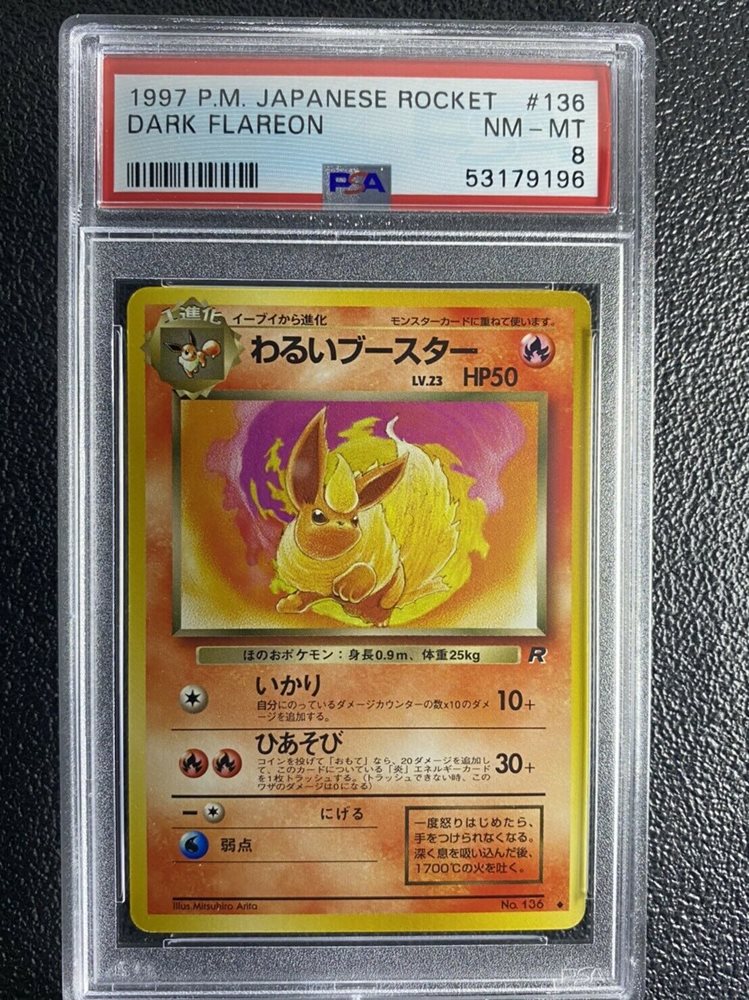 1997 P.M. JAPANESE ROCKET #136
DARK FLAREON NM-MT
8
PSA 53179196
1進化 イーブイから進化 モンスターカードに重ねて使います。
わるいブースター
LV.23 HP50
ほのおポケモン：身長0.9m、体重25kg R
いかり
自分にのっているダメージカウンターの数×10のダメ
ージを追加する。
10+
ひあそび
コインを投げて「おもて」なら、20ダメージを追加し
て、このカードについている「炎」エネルギーカード
を1枚トラッシュする。（トラッシュできない時、この
ワザのダメージは0になる）
30+
ー にげる
弱点
一度怒りはじめたら、
手をつけられなくなる。
深く息を吸い込んだ後、
1700℃の火を吐く。
Illus.Mitsuhiro Arita No. 136 ◆
PSA